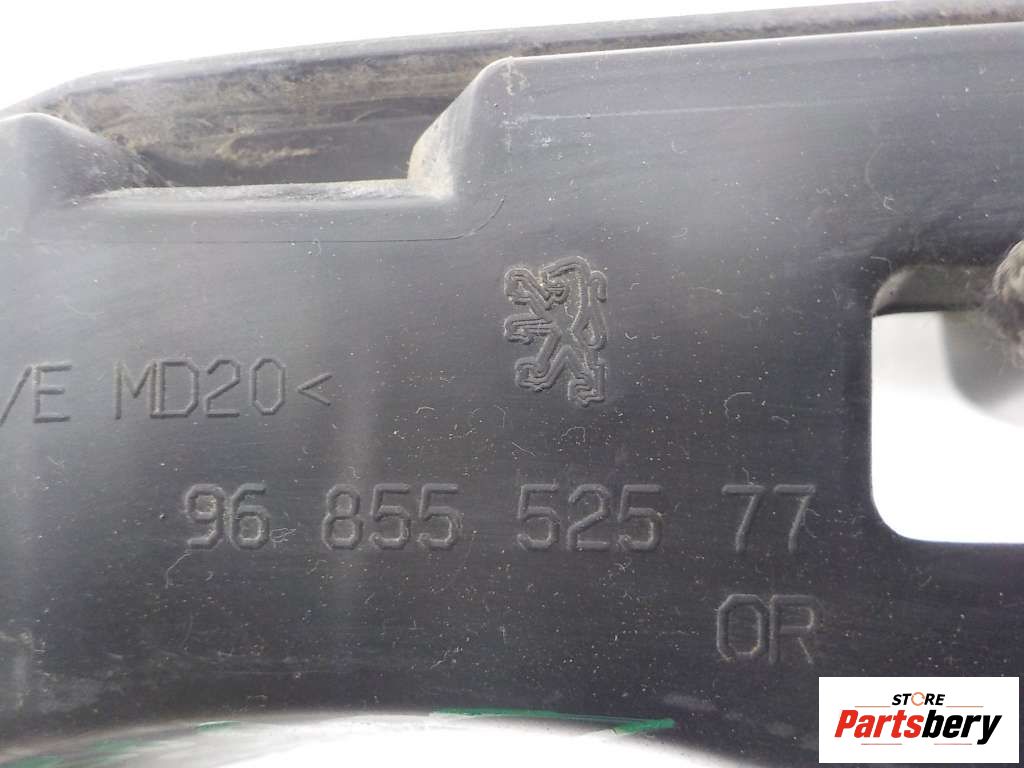 /E MD20<
96 855 525 77
OR
STORE
Partsbery